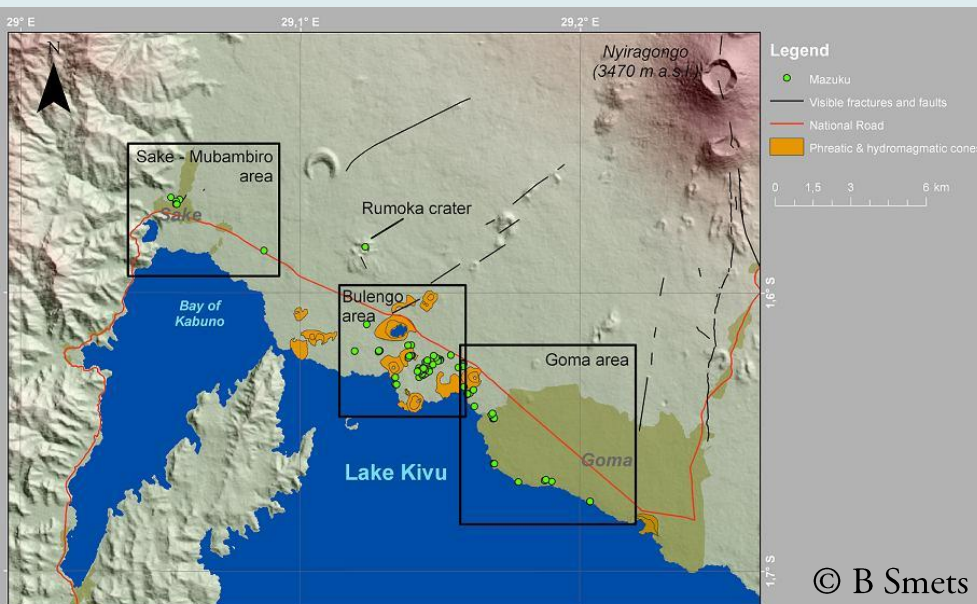 29° E
29,1° E
29,2° E
N
Nyiragongo
(3470 m a.s.l.)
Legend
Mazuku
Visible fractures and faults
National Road
Phreatic & hydromagmatic cones
0 1,5 3 6 km
Sake - Mubambiro
area
Sake
Rumoka crater
Bay of
Kabuno
Bulengo
area
1,6° S
Goma area
Goma
Lake Kivu
1,7° S
© B Smets